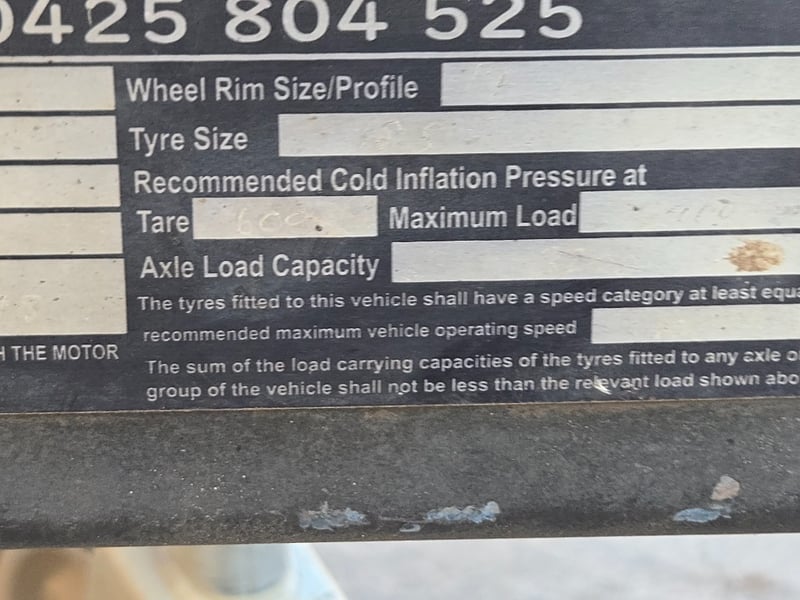 0425 804 525
Wheel Rim Size/Profile
Tyre Size
Recommended Cold Inflation Pressure at
Tare 600 Maximum Load
Axle Load Capacity
The tyres fitted to this vehicle shall have a speed category at least equa
recommended maximum vehicle operating speed
H THE MOTOR
The sum of the load carrying capacities of the tyres fitted to any axle o
group of the vehicle shall not be less than the relevant load shown abo